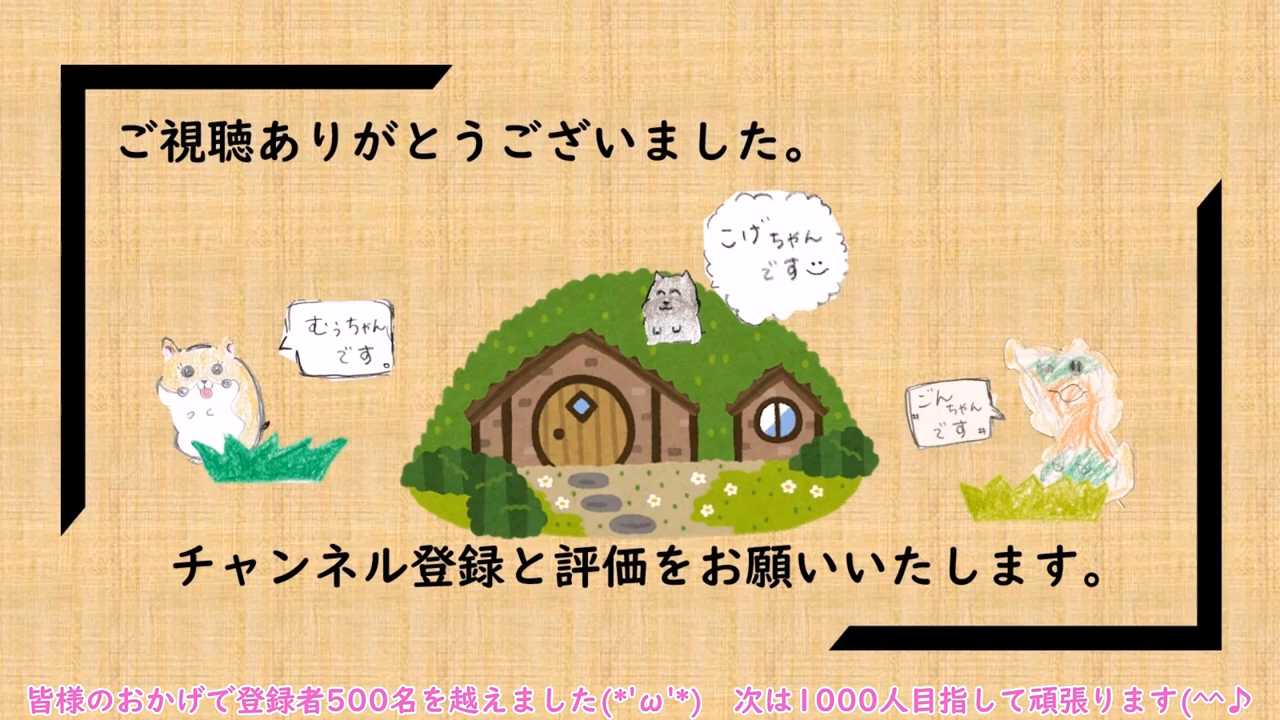 ご視聴ありがとうございました。
こげちゃん
です
むぅちゃん
です。
ごん
ちゃん
です
チャンネル登録と評価をお願いいたします。
皆様のおかげで登録者500名を越えました(*'ω'*)　次は1000人目指して頑張ります(^^♪